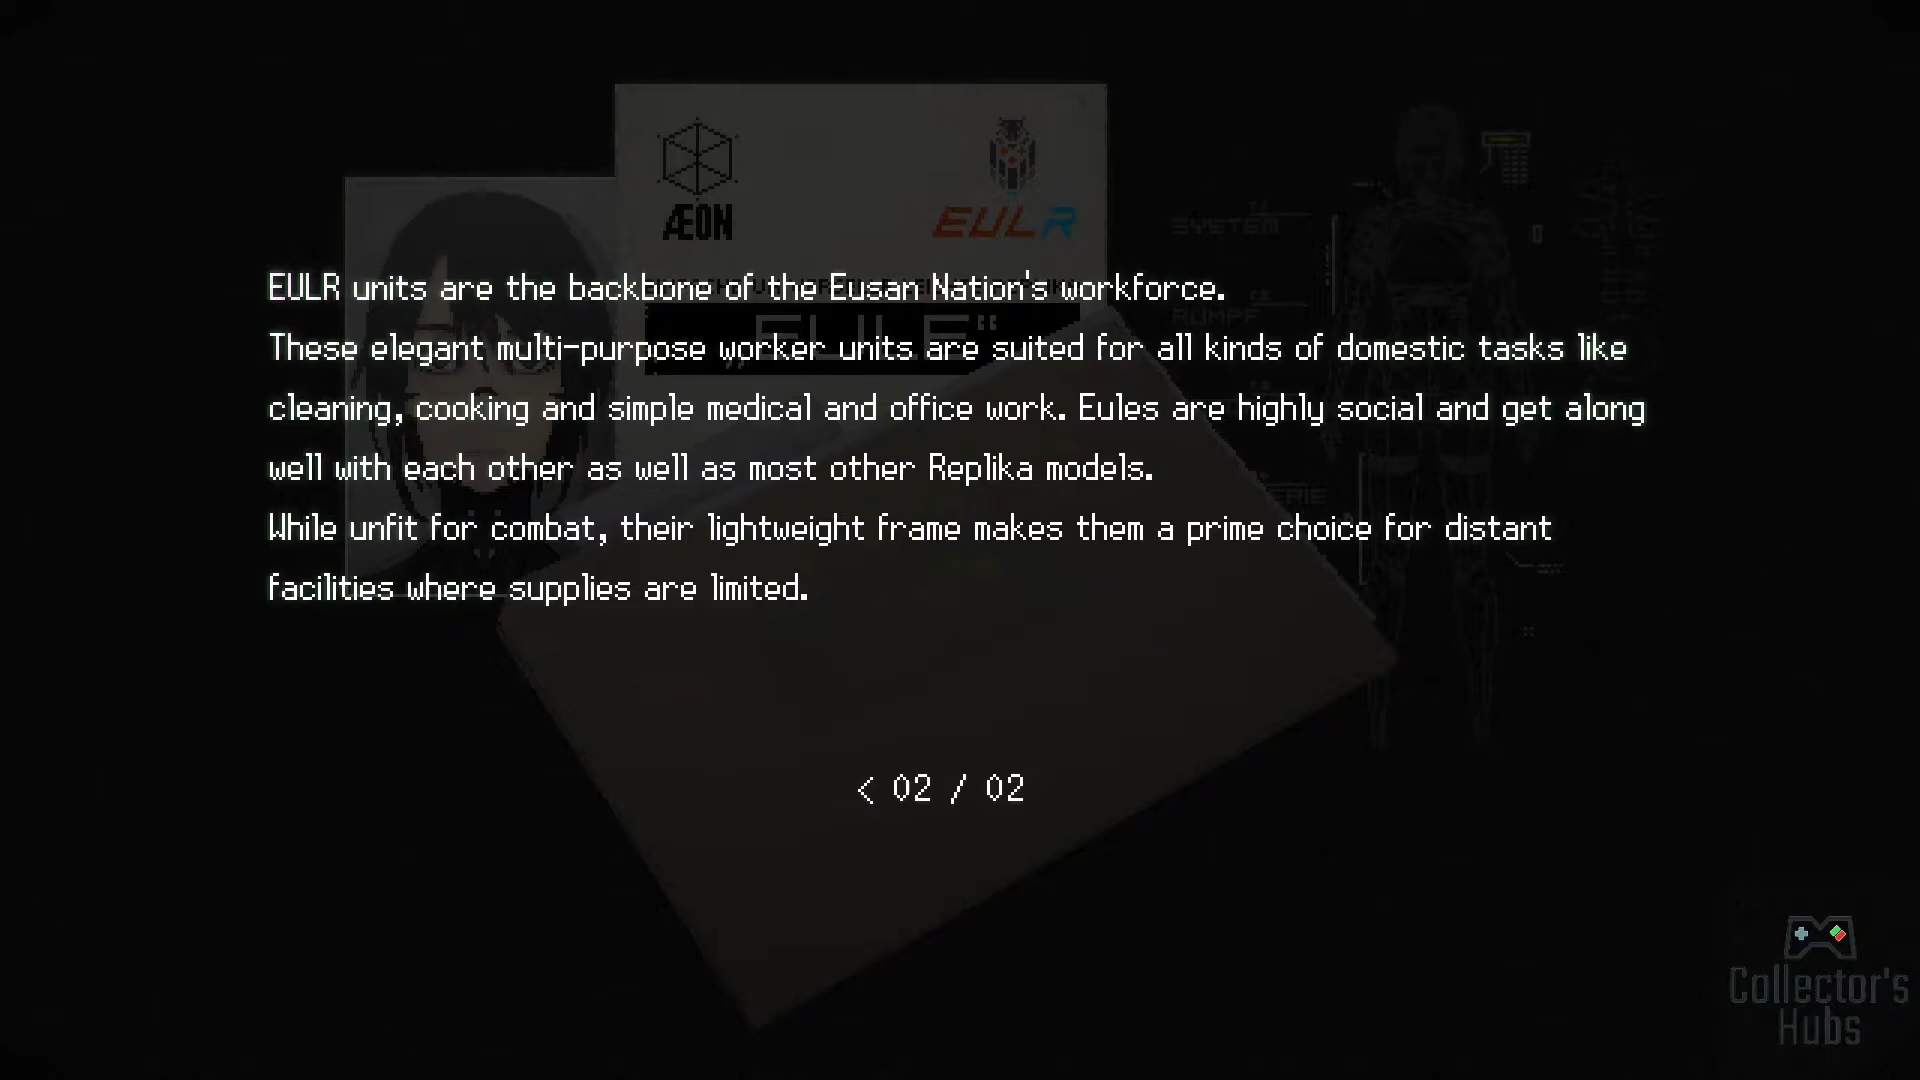 ÆON
EULR
EULR units are the backbone of the Eusan Nation's workforce.
„EULE“
These elegant multi-purpose worker units are suited for all kinds of domestic tasks like
cleaning, cooking and simple medical and office work. Eules are highly social and get along
well with each other as well as most other Replika models.
While unfit for combat, their lightweight frame makes them a prime choice for distant
facilities where supplies are limited.
SYSTEM
RUMPF
< 02 / 02
Collector's
Hubs